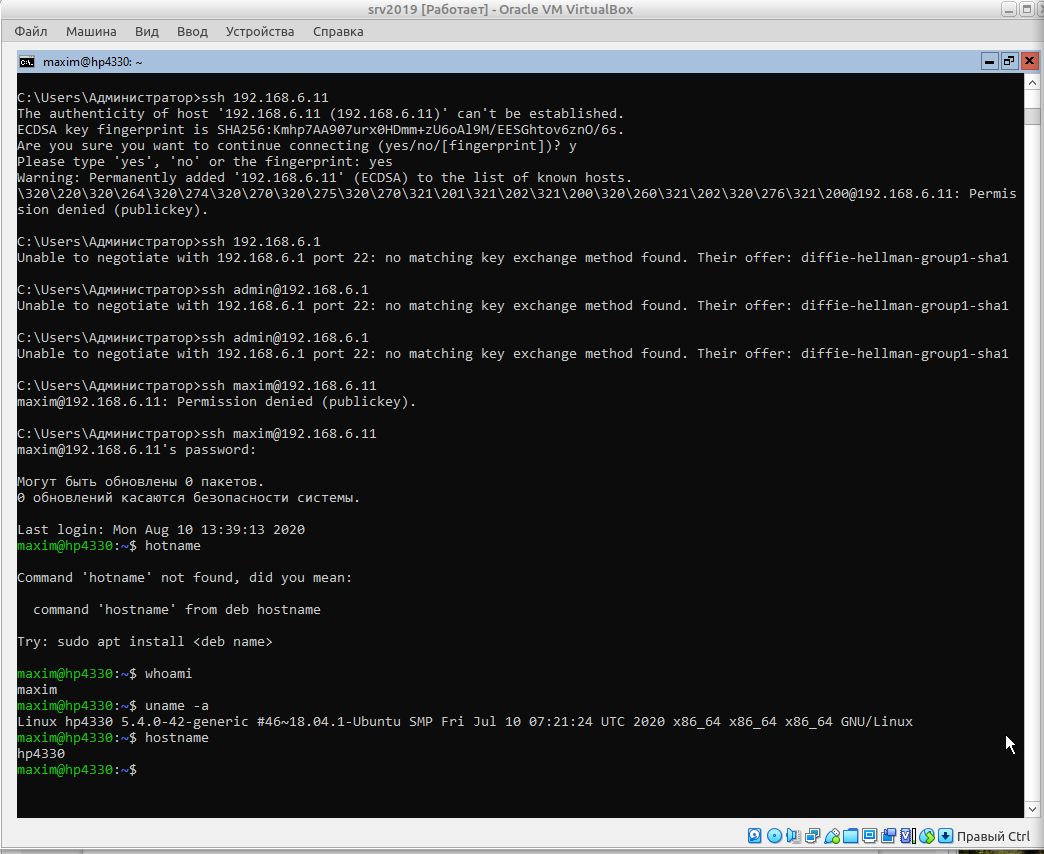 srv2019 [Работает] - Oracle VM VirtualBox
Файл Машина Вид Ввод Устройства Справка
maxim@hp4330: ~
C:\Users\Администратор>ssh 192.168.6.11
The authenticity of host '192.168.6.11 (192.168.6.11)' can't be established.
ECDSA key fingerprint is SHA256:Kmhp7AA907urx0HDmm+zU6oAl9M/EESGhtov6znO/6s.
Are you sure you want to continue connecting (yes/no/[fingerprint])? y
Please type 'yes', 'no' or the fingerprint: yes
Warning: Permanently added '192.168.6.11' (ECDSA) to the list of known hosts.
\320\220\320\264\320\274\320\270\320\275\320\270\321\201\321\202\321\200\320\260\321\202\320\276\321\200@192.168.6.11: Permis
sion denied (publickey).
C:\Users\Администратор>ssh 192.168.6.1
Unable to negotiate with 192.168.6.1 port 22: no matching key exchange method found. Their offer: diffie-hellman-group1-sha1
C:\Users\Администратор>ssh admin@192.168.6.1
Unable to negotiate with 192.168.6.1 port 22: no matching key exchange method found. Their offer: diffie-hellman-group1-sha1
C:\Users\Администратор>ssh admin@192.168.6.1
Unable to negotiate with 192.168.6.1 port 22: no matching key exchange method found. Their offer: diffie-hellman-group1-sha1
C:\Users\Администратор>ssh maxim@192.168.6.11
maxim@192.168.6.11: Permission denied (publickey).
C:\Users\Администратор>ssh maxim@192.168.6.11
maxim@192.168.6.11's password:
Могут быть обновлены 0 пакетов.
0 обновлений касаются безопасности системы.
Last login: Mon Aug 10 13:39:13 2020
maxim@hp4330:~$ hotname
Command 'hotname' not found, did you mean:
command 'hostname' from deb hostname
Try: sudo apt install <deb name>
maxim@hp4330:~$ whoami
maxim
maxim@hp4330:~$ uname -a
Linux hp4330 5.4.0-42-generic #46~18.04.1-Ubuntu SMP Fri Jul 10 07:21:24 UTC 2020 x86_64 x86_64 x86_64 GNU/Linux
maxim@hp4330:~$ hostname
hp4330
maxim@hp4330:~$
Правый Ctrl